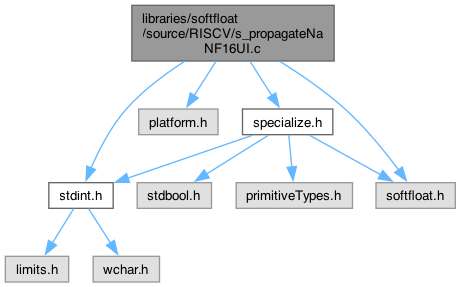 libraries/softfloat
/source/RISCV/s_propagateNa
NF16UI.c
platform.h
specialize.h
stdint.h
stdbool.h
primitiveTypes.h
softfloat.h
limits.h
wchar.h